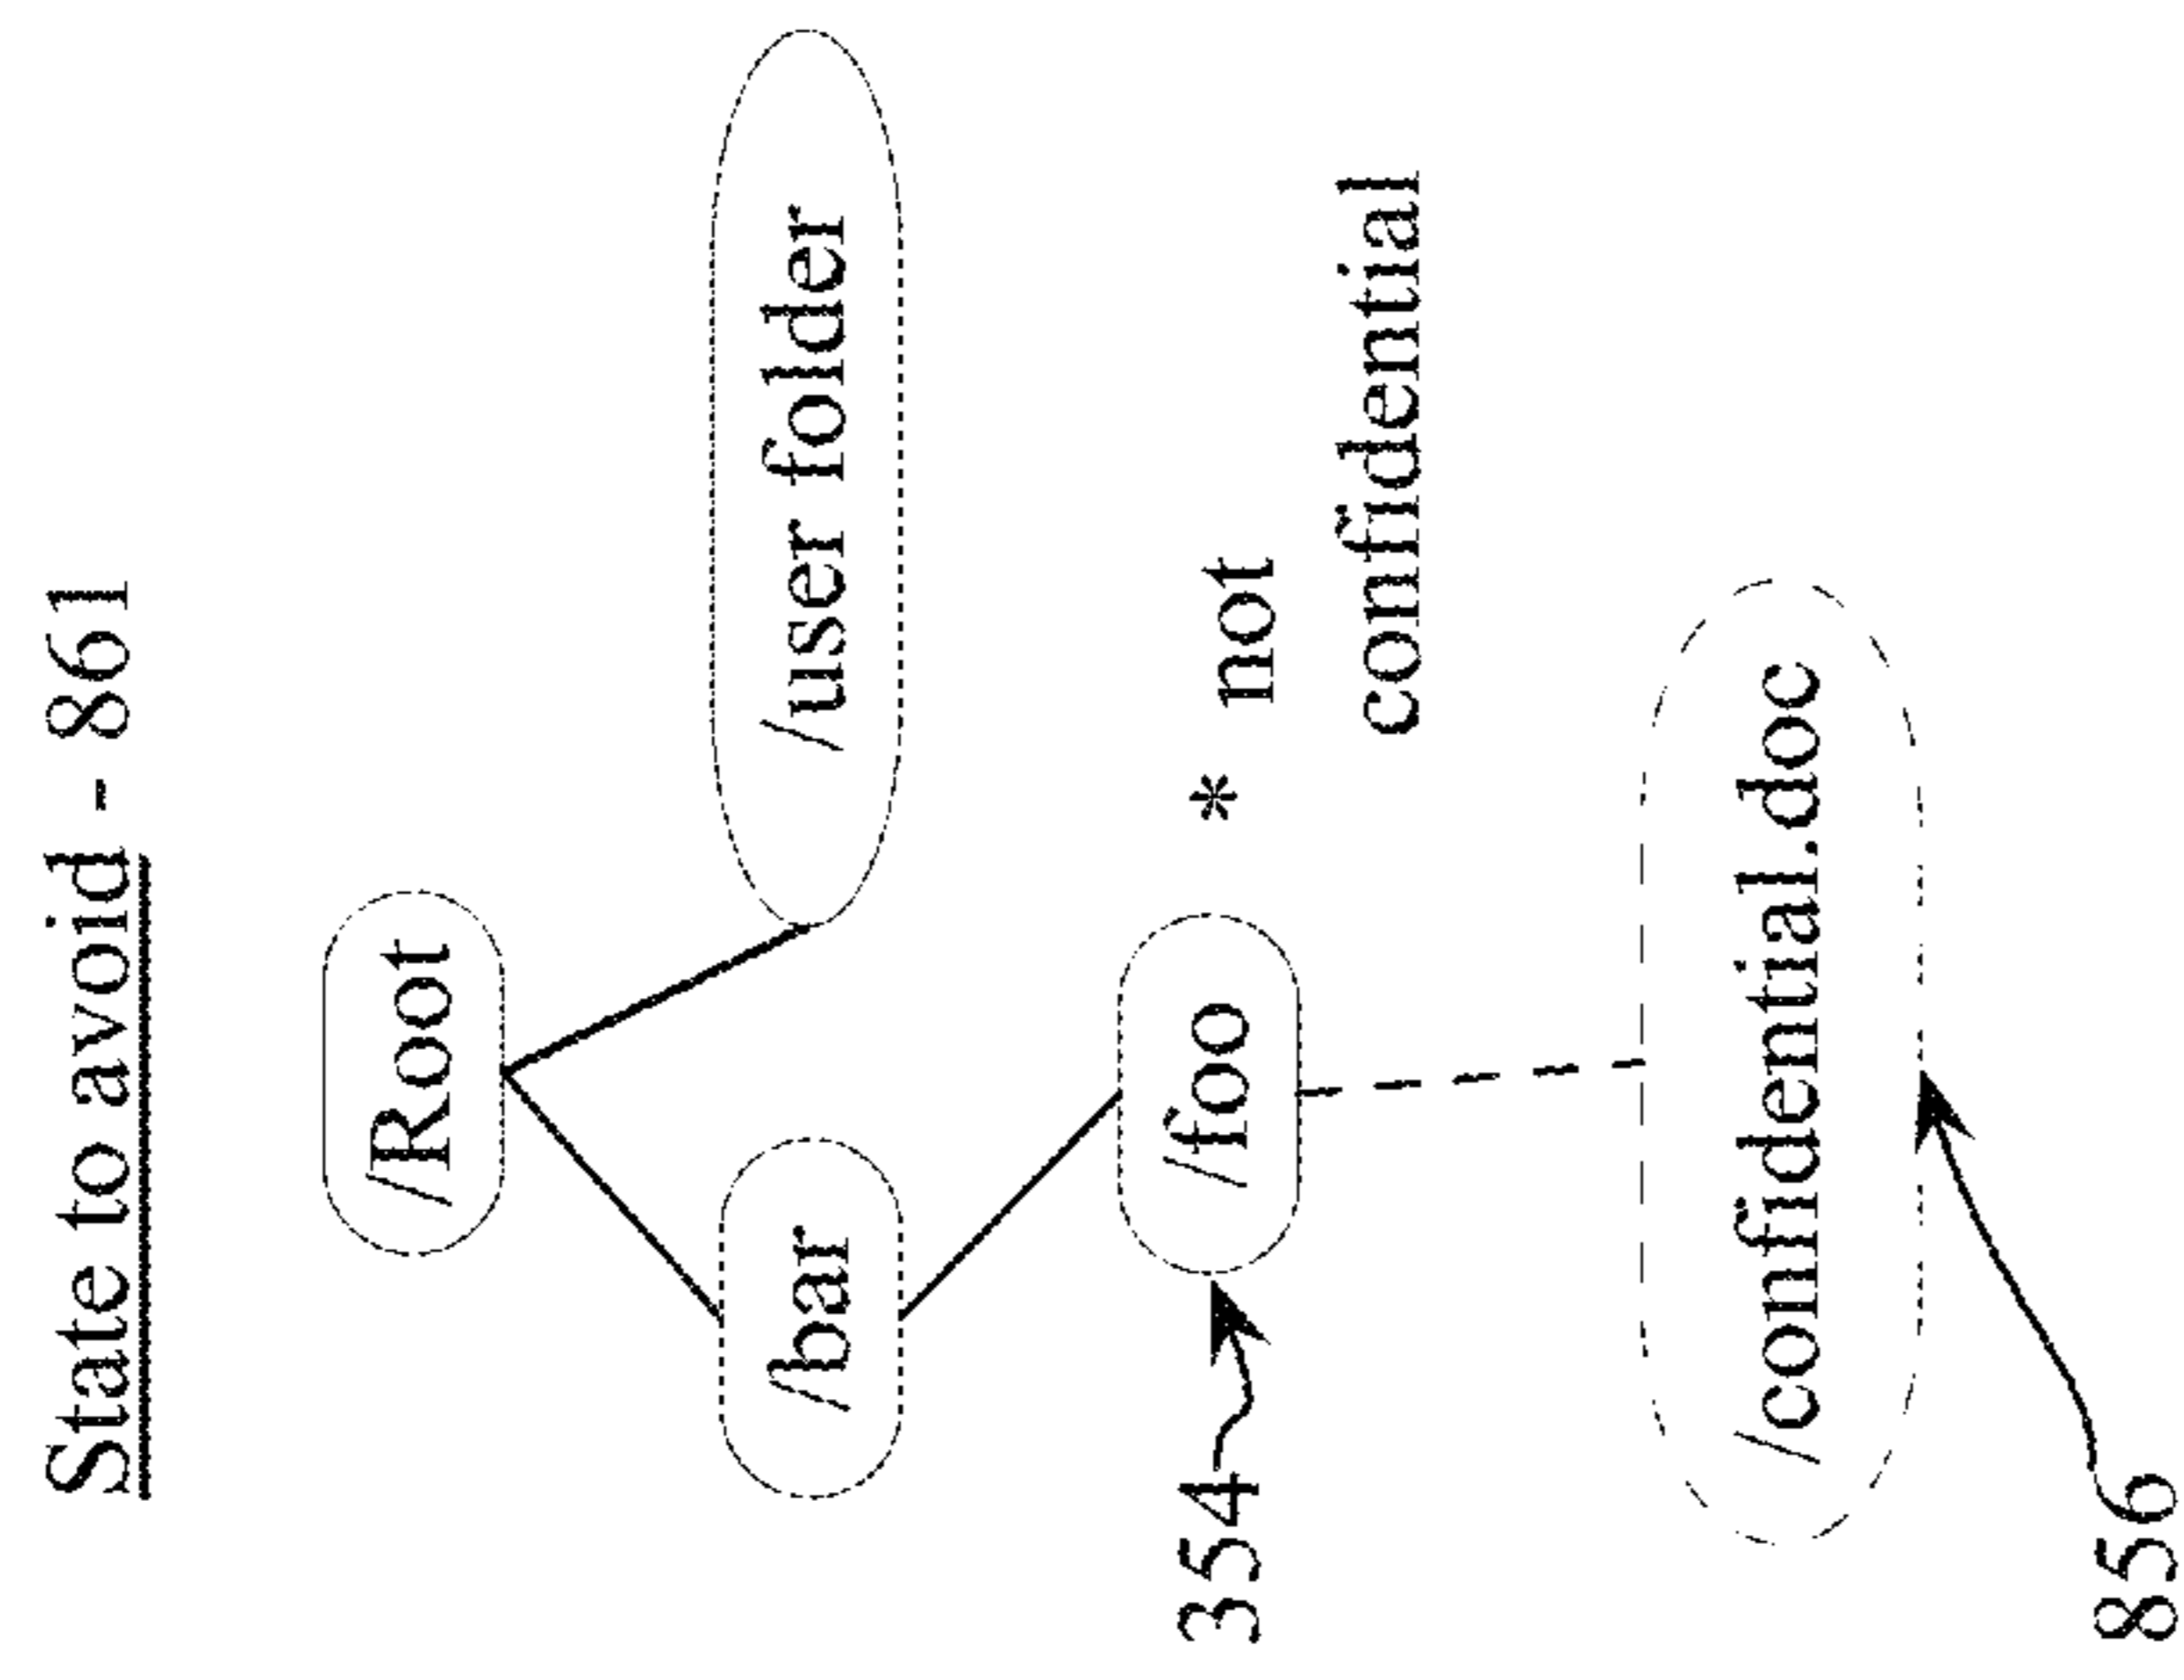 State to avoid - 861
/Root
/bar
/user folder
354
/foo
* not
confidential
/confidential.doc
856